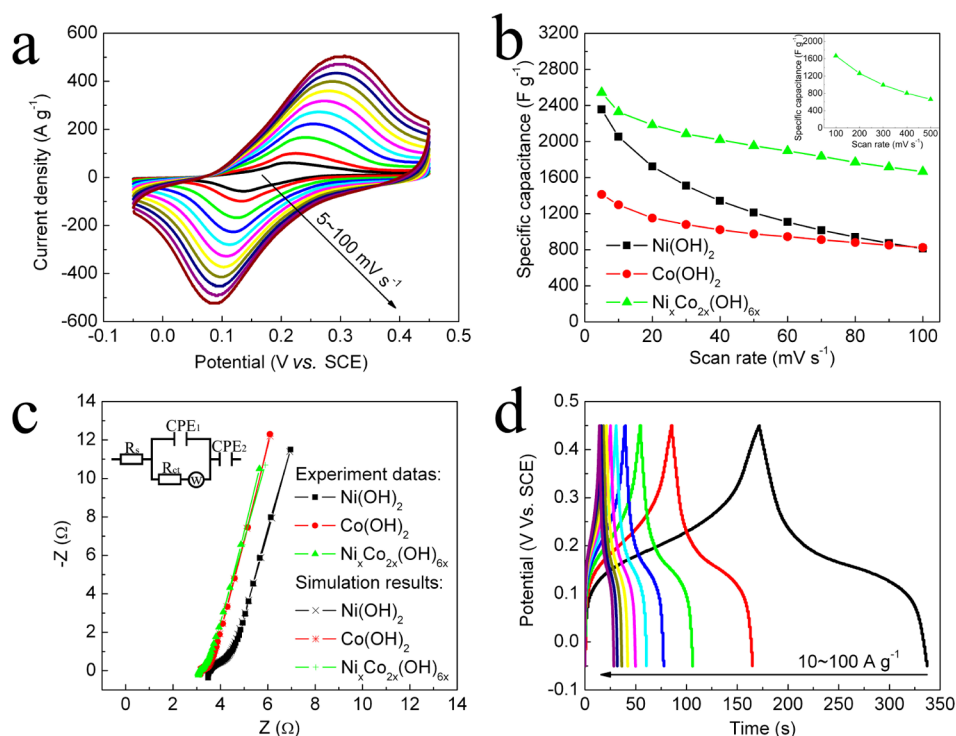 a
600
400
200
0
-200
-400
-600
Current density (A g⁻¹)
5~100 mV s⁻¹
0.0
0.1
0.2
0.3
0.4
0.5
Potential (V vs. SCE)
b
3600
3200
2800
2400
2000
1600
1200
800
400
0
Specific capacitance (F g⁻¹)
2000
1600
1200
800
400
0
Specific capacitance (F g⁻¹)
100 200 300 400 500
Scan rate (mV s⁻¹)
Ni(OH)₂
Co(OH)₂
NiₓCo₂ₓ(OH)₆ₓ
0 20 40 60 80 100
Scan rate (mV s⁻¹)
c
14
12
10
8
6
4
2
0
-Z (Ω)
CPE₁
Rₛ
CPE₂
R_ct
W
Experiment datas:
Ni(OH)₂
Co(OH)₂
NiₓCo₂ₓ(OH)₆ₓ
Simulation results:
Ni(OH)₂
Co(OH)₂
NiₓCo₂ₓ(OH)₆ₓ
0 2 4 6 8 10 12 14
Z (Ω)
d
0.5
0.4
0.3
0.2
0.1
0.0
-0.1
Potential (V Vs. SCE)
10~100 A g⁻¹
0 50 100 150 200 250 300 350
Time (s)